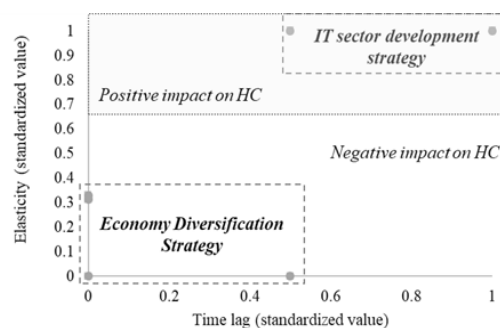 1
0.9
0.8
0.7
0.6
0.5
0.4
0.3
0.2
0.1
0
Elasticity (standardized value)
IT sector development
strategy
Positive impact on HC
Negative impact on HC
Economy Diversification
Strategy
0 0.2 0.4 0.6 0.8 1
Time lag (standardized value)